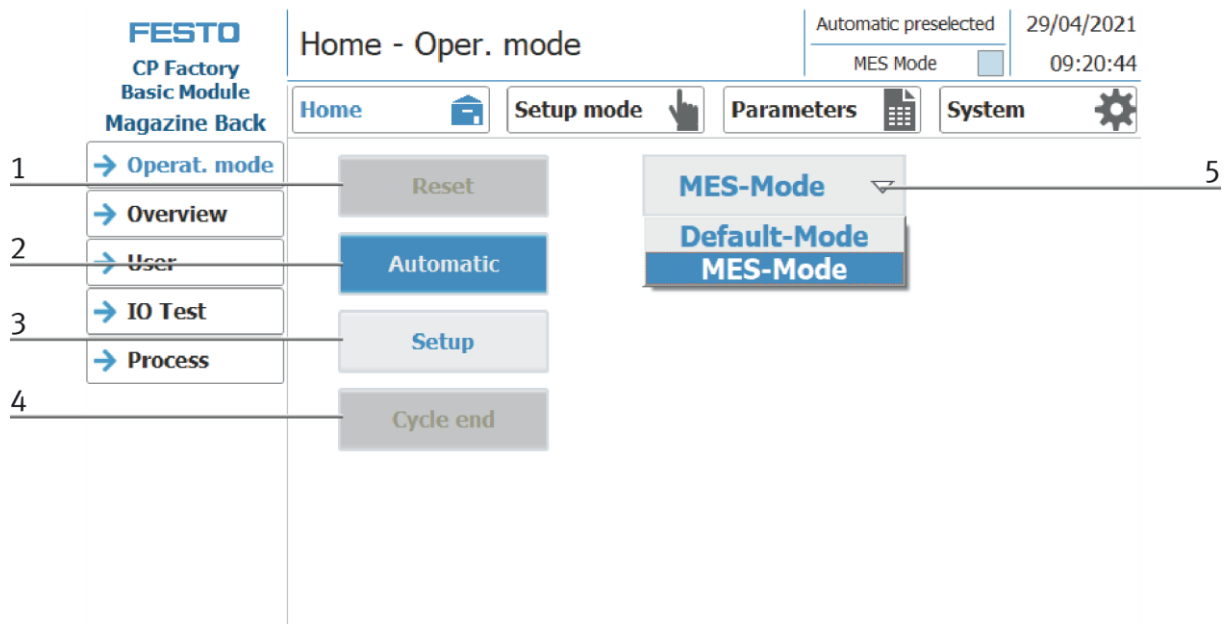 FESTO
CP Factory
Basic Module
Magazine Back
Home - Oper. mode
Automatic preselected
MES Mode
29/04/2021
09:20:44
Home
Setup mode
Parameters
System
Operat. mode
Overview
User
IO Test
Process
1
Reset
2
Automatic
3
Setup
4
Cycle end
MES-Mode
5
Default-Mode
MES-Mode